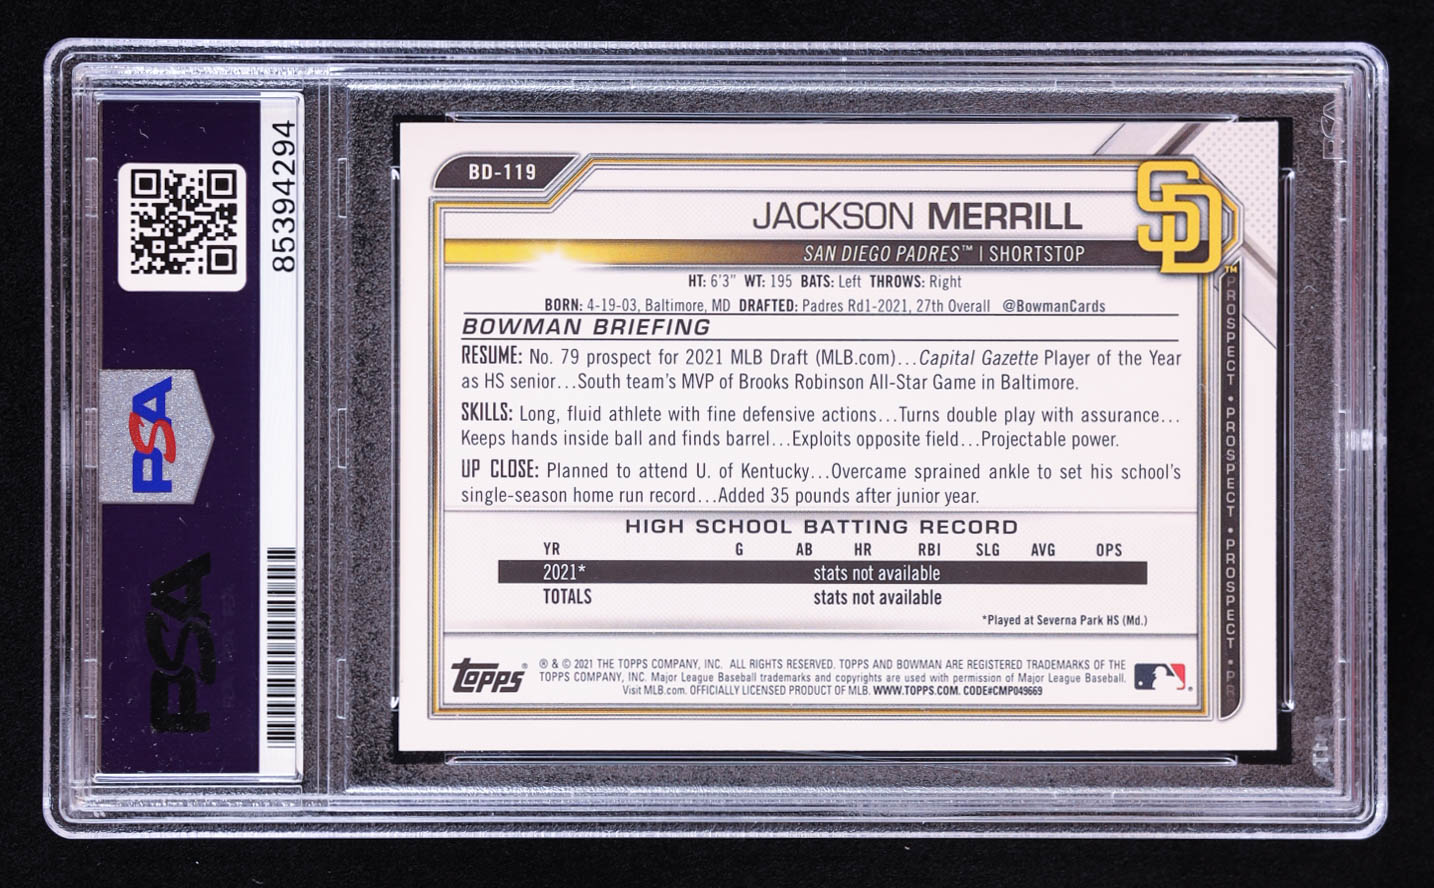 85394294
PSA
PSA
BD-119
JACKSON MERRILL
SD
SAN DIEGO PADRES™ | SHORTSTOP
HT: 6'3" WT: 195 BATS: Left THROWS: Right
BORN: 4-19-03, Baltimore, MD DRAFTED: Padres Rd1-2021, 27th Overall @BowmanCards
BOWMAN BRIEFING
RESUME: No. 79 prospect for 2021 MLB Draft (MLB.com)...Capital Gazette Player of the Year
as HS senior...South team's MVP of Brooks Robinson All-Star Game in Baltimore.
SKILLS: Long, fluid athlete with fine defensive actions...Turns double play with assurance...
Keeps hands inside ball and finds barrel...Exploits opposite field...Projectable power.
UP CLOSE: Planned to attend U. of Kentucky...Overcame sprained ankle to set his school's
single-season home run record...Added 35 pounds after junior year.
HIGH SCHOOL BATTING RECORD
YR G AB HR RBI SLG AVG OPS
2021* stats not available
TOTALS stats not available
*Played at Severna Park HS (Md.)
Topps® ® & © 2021 THE TOPPS COMPANY, INC. ALL RIGHTS RESERVED. TOPPS AND BOWMAN ARE REGISTERED TRADEMARKS OF THE
TOPPS COMPANY, INC. Major League Baseball trademarks and copyrights are used with permission of Major League Baseball.
Visit MLB.com. OFFICIALLY LICENSED PRODUCT OF MLB. WWW.TOPPS.COM. CODE#CMP049669
TM
PROSPECT • PROSPECT • PROSPECT • PR